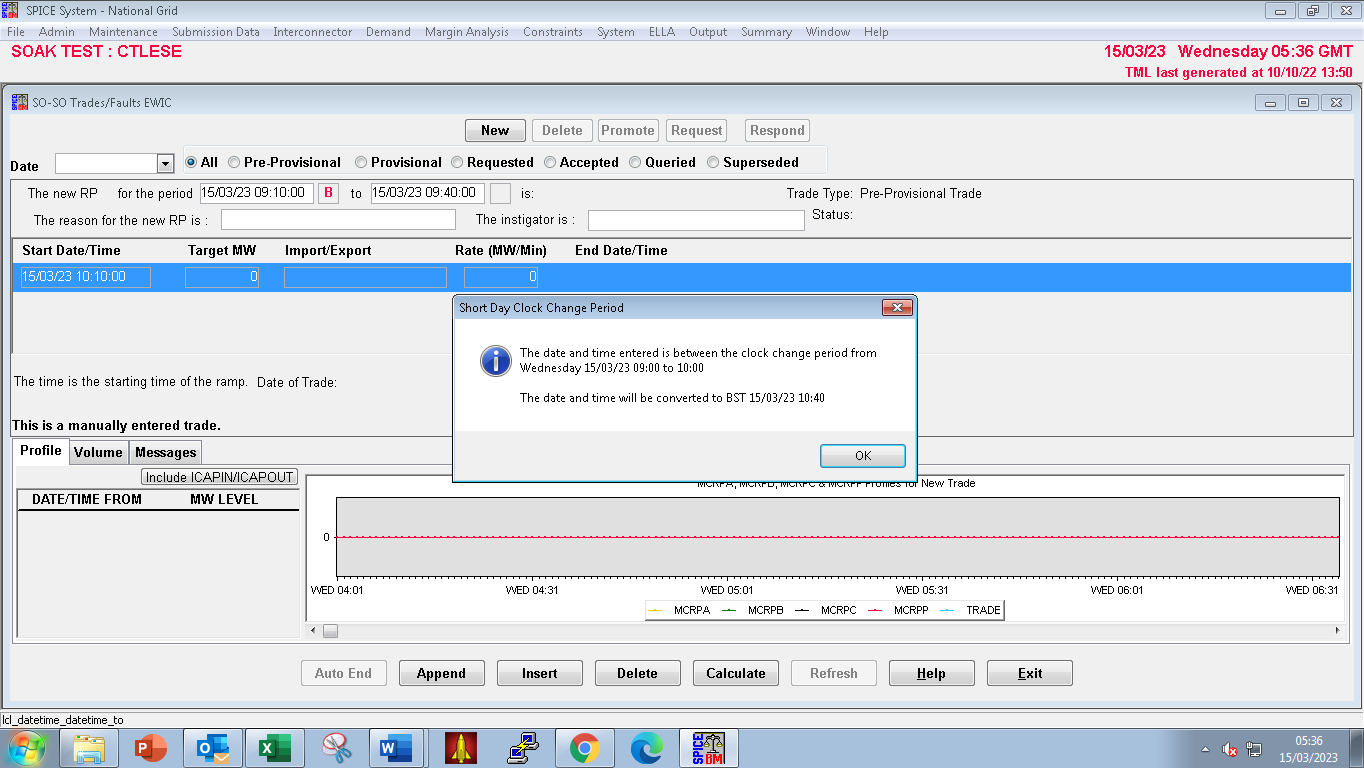 SPICE System - National Grid
File Admin Maintenance Submission Data Interconnector Demand Margin Analysis Constraints System ELLA Output Summary Window Help
SOAK TEST : CTLESE 15/03/23 Wednesday 05:36 GMT
TML last generated at 10/10/22 13:50
SO-SO Trades/Faults EWIC
New Delete Promote Request Respond
Date All Pre-Provisional Provisional Requested Accepted Queried Superseded
The new RP for the period 15/03/23 09:10:00 B to 15/03/23 09:40:00 is: Trade Type: Pre-Provisional Trade
The reason for the new RP is : The instigator is : Status:
Start Date/Time Target MW Import/Export Rate (MW/Min) End Date/Time
15/03/23 10:10:00 0 0
Short Day Clock Change Period
The date and time entered is between the clock change period from
Wednesday 15/03/23 09:00 to 10:00
The date and time will be converted to BST 15/03/23 10:40
OK
The time is the starting time of the ramp. Date of Trade:
This is a manually entered trade.
Profile Volume Messages
Include ICAPIN/ICAPOUT
DATE/TIME FROM MW LEVEL
MCRPA, MCRPB, MCRPC & MCRPP Profiles for New Trade
0
WED 04:01 WED 04:31 WED 05:01 WED 05:31 WED 06:01 WED 06:31
MCRPA MCRPB MCRPC MCRPP TRADE
Auto End Append Insert Delete Calculate Refresh Help Exit
lcl_datetime_datetime_to
05:36
15/03/2023